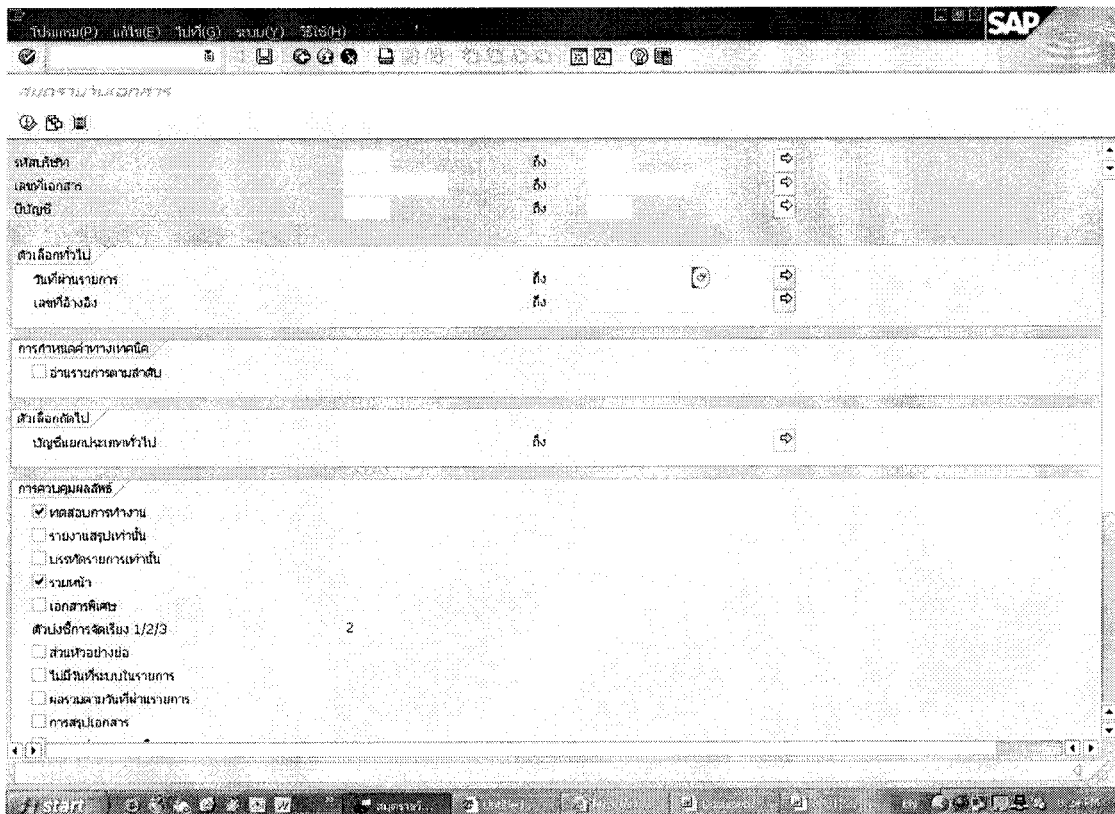 โปรแกรม(P) แก้ไข(E) ไปที่(G) ระบบ(Y) วิธีใช้(H)
SAP
สมุดรายวันเอกสาร
รหัสบริษัท ถึง
เลขที่เอกสาร ถึง
ปีบัญชี ถึง
ตัวเลือกทั่วไป
วันที่ผ่านรายการ ถึง
เลขที่อ้างอิง ถึง
การกำหนดค่าทางเทคนิค
อ่านรายการตามลำดับ
ตัวเลือกถัดไป
บัญชีแยกประเภททั่วไป ถึง
การควบคุมผลลัพธ์
ทดสอบการทำงาน
รายงานสรุปเท่านั้น
บรรทัดรายการเท่านั้น
รวมหน้า
เอกสารพิเศษ
ตัวบ่งชี้การจัดเรียง 1/2/3 2
ส่วนหัวอย่างย่อ
ไม่มีวันที่ระบบในรายการ
ผลรวมตามวันที่ผ่านรายการ
การสรุปเอกสาร
start สมุดรายวั... EN